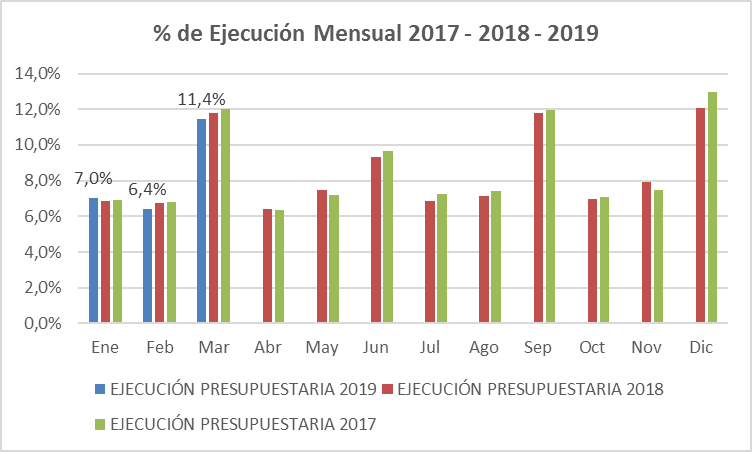 % de Ejecución Mensual 2017 - 2018 - 2019
14,0%
12,0%
10,0%
8,0%
6,0%
4,0%
2,0%
0,0%
7,0%
6,4%
11,4%
Ene Feb Mar Abr May Jun Jul Ago Sep Oct Nov Dic
EJECUCIÓN PRESUPUESTARIA 2019 EJECUCIÓN PRESUPUESTARIA 2018
EJECUCIÓN PRESUPUESTARIA 2017